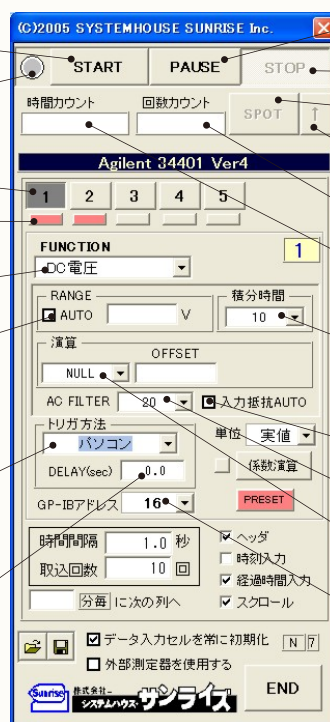 (C)2005 SYSTEMHOUSE SUNRISE Inc.
START PAUSE STOP
時間カウント 回数カウント
SPOT ↑
Agilent 34401 Ver4
1 2 3 4 5
FUNCTION 1
DC電圧
RANGE 積分時間
AUTO V 10
演算
OFFSET
NULL
AC FILTER 20 入力抵抗AUTO
トリガ方法 単位 実値
パソコン
DELAY(sec) 0.0 係数演算
GP-IBアドレス 16 PRESET
時間間隔 1.0 秒 ヘッダ
時刻入力
取込回数 10 回 経過時間入力
分毎 に次の列へ スクロール
データ入力セルを常に初期化 N 7
外部測定器を使用する
Sunrise 株式会社 システムハウス サンライズ END